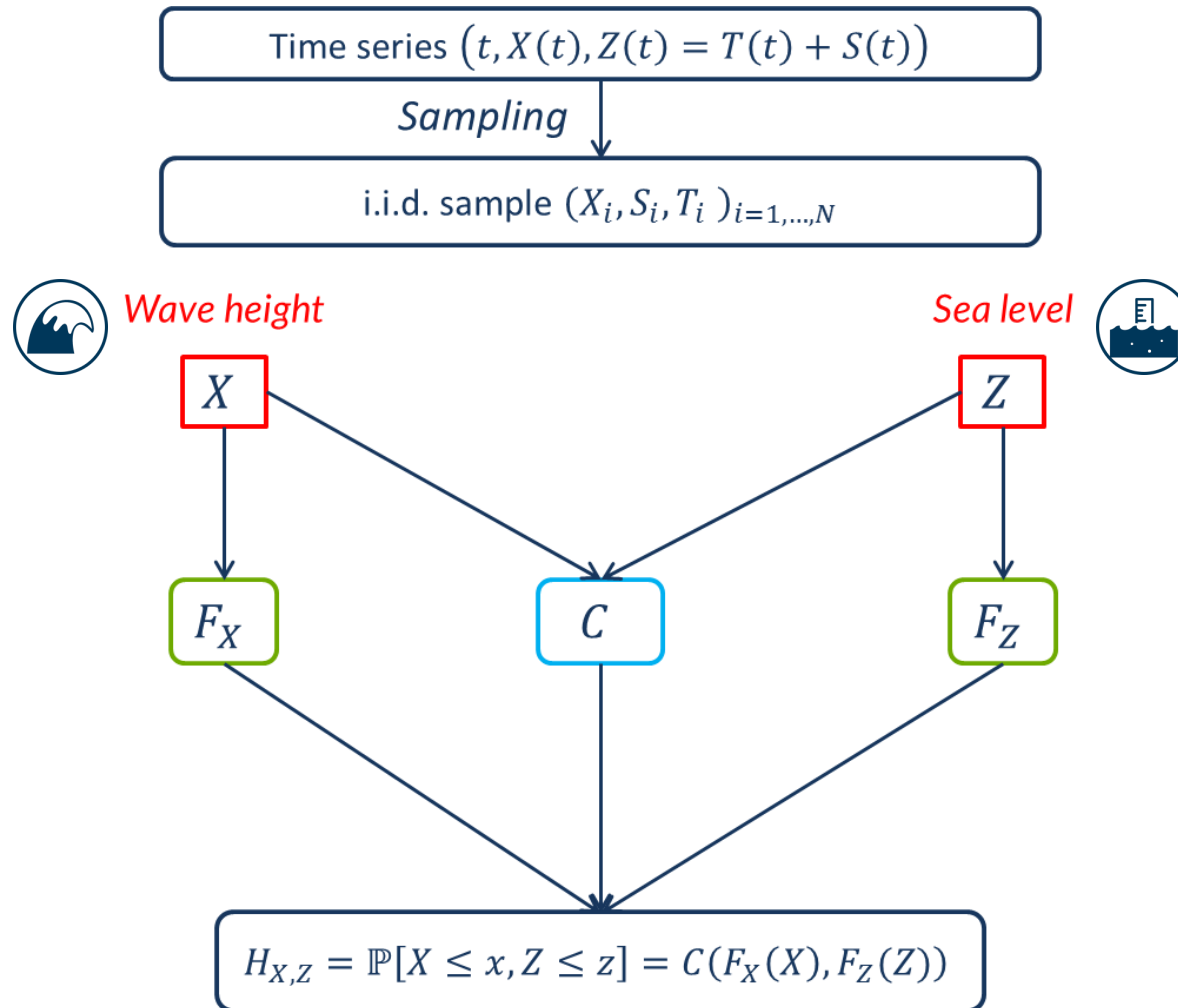 Time series (t, X(t), Z(t) = T(t) + S(t))
Sampling
i.i.d. sample (X_i, S_i, T_i )_{i=1,…,N}
Wave height
Sea level
X
Z
F_X
C
F_Z
H_{X,Z} = ℙ[X ≤ x, Z ≤ z] = C(F_X(X), F_Z(Z))